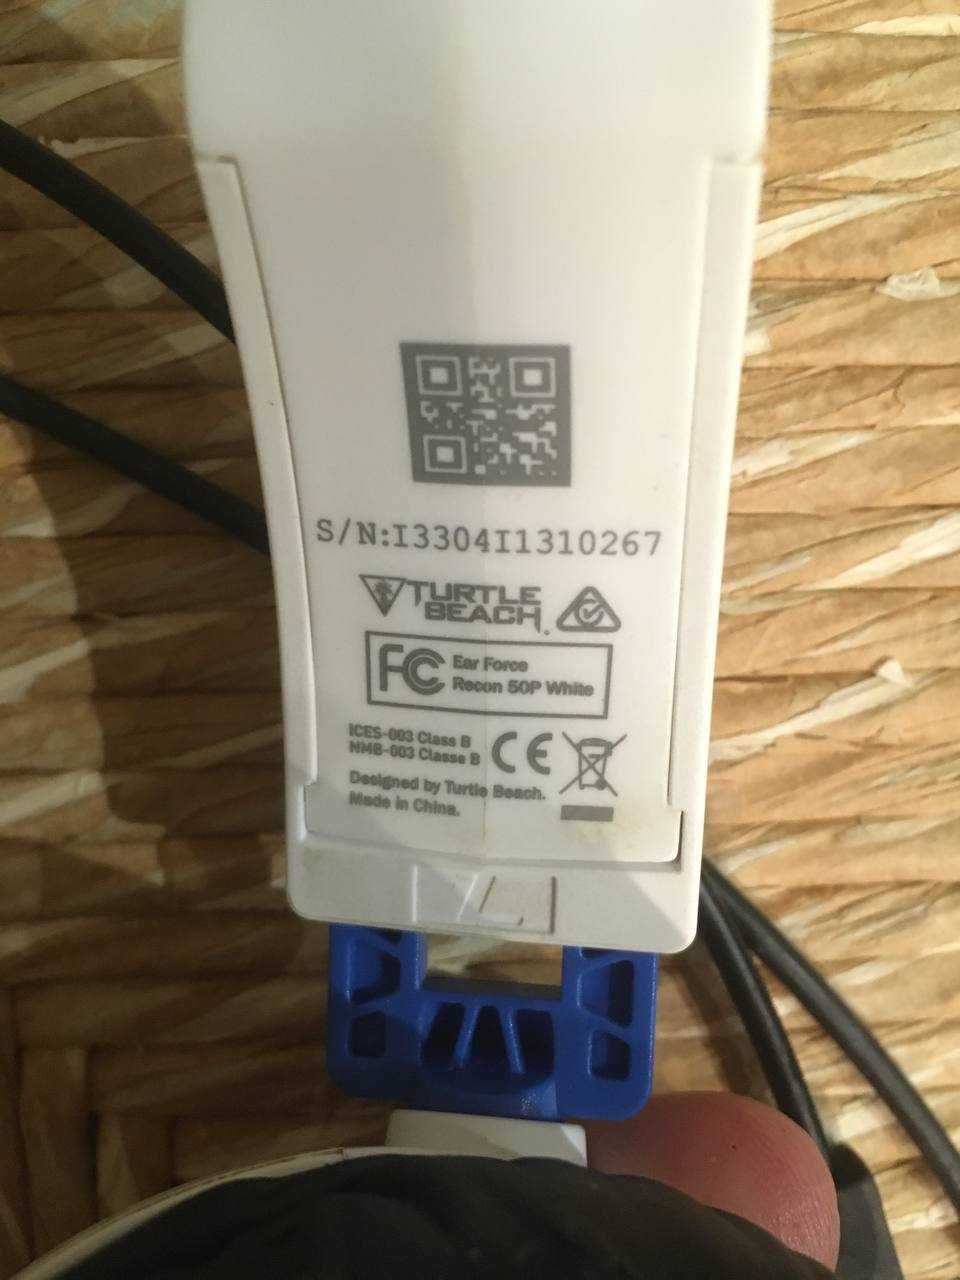 S/N:I3304I1310267
TURTLE
BEACH.
FC Ear Force
Recon 50P White
ICES-003 Class B
NMB-003 Classe B
CE
Designed by Turtle Beach.
Made in China.